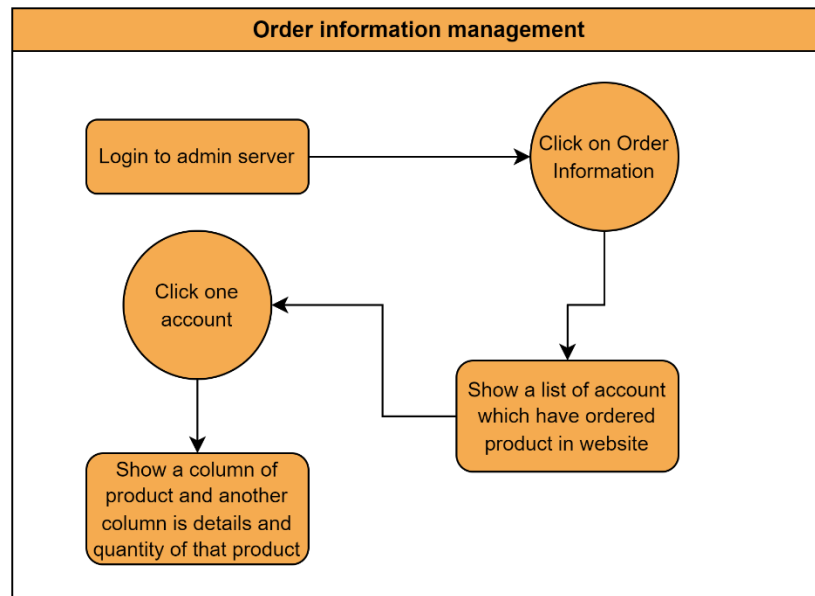 Order information management
Login to admin server
Click on Order
Information
Click one
account
Show a list of account
which have ordered
product in website
Show a column of
product and another
column is details and
quantity of that product